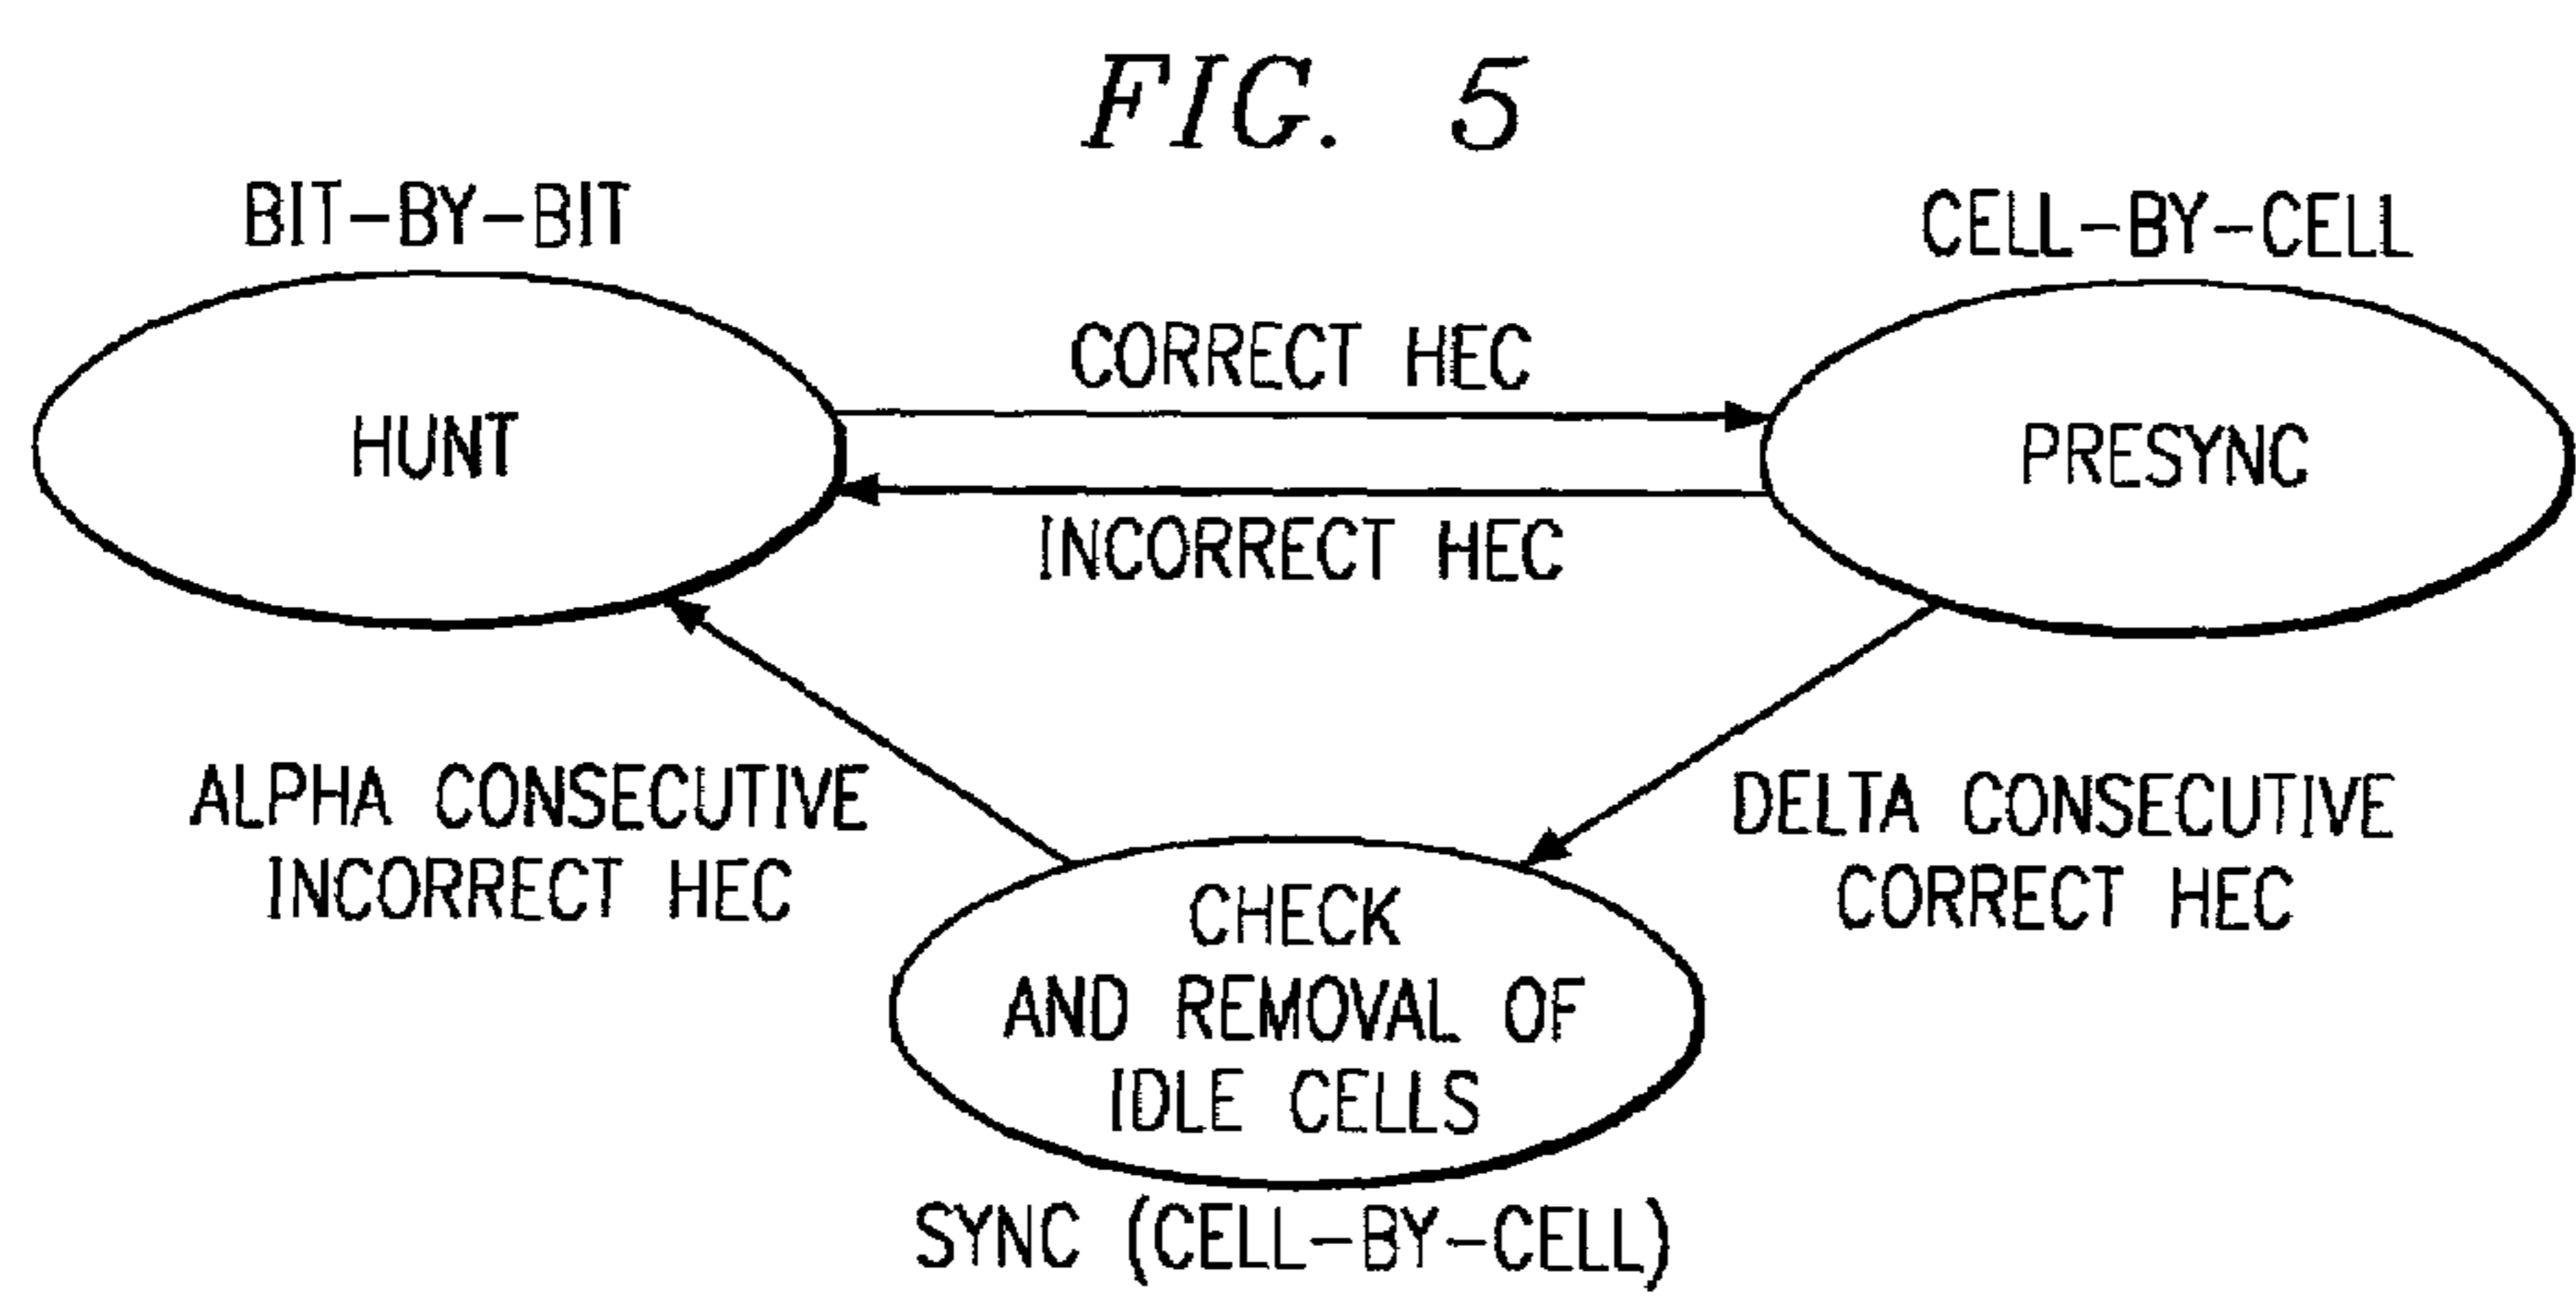 FIG. 5
BIT-BY-BIT
CELL-BY-CELL
HUNT
CORRECT HEC
INCORRECT HEC
PRESYNC
ALPHA CONSECUTIVE
INCORRECT HEC
DELTA CONSECUTIVE
CORRECT HEC
CHECK
AND REMOVAL OF
IDLE CELLS
SYNC (CELL-BY-CELL)